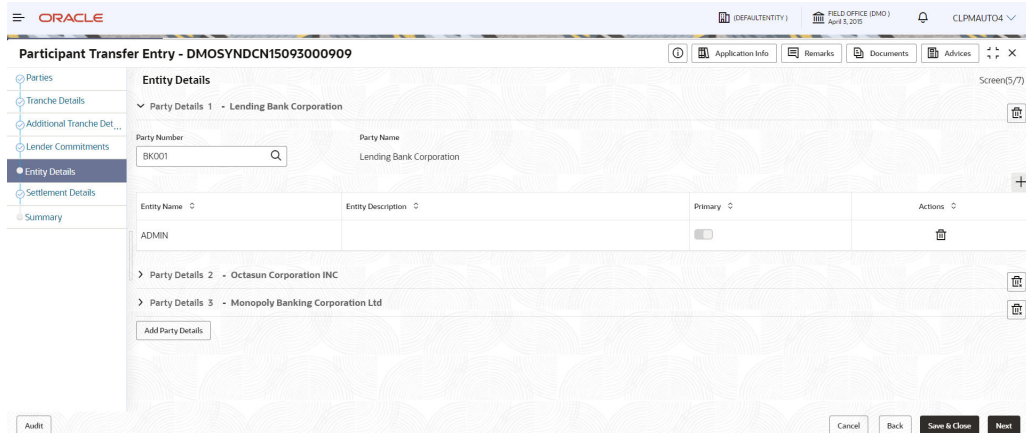 ORACLE
(DEFAULTENTITY)
FIELD OFFICE (DMO)
April 3, 2015
CLPMAUTO4
Participant Transfer Entry - DMOSYNDCN15093000909
Application Info
Remarks
Documents
Advices
Parties
Tranche Details
Additional Tranche Det...
Lender Commitments
Entity Details
Settlement Details
Summary
Entity Details
Screen(5/7)
Party Details 1 - Lending Bank Corporation
Party Number
Party Name
BK001
Lending Bank Corporation
Entity Name
Entity Description
Primary
Actions
ADMIN
Party Details 2 - Octasun Corporation INC
Party Details 3 - Monopoly Banking Corporation Ltd
Add Party Details
Audit
Cancel
Back
Save & Close
Next